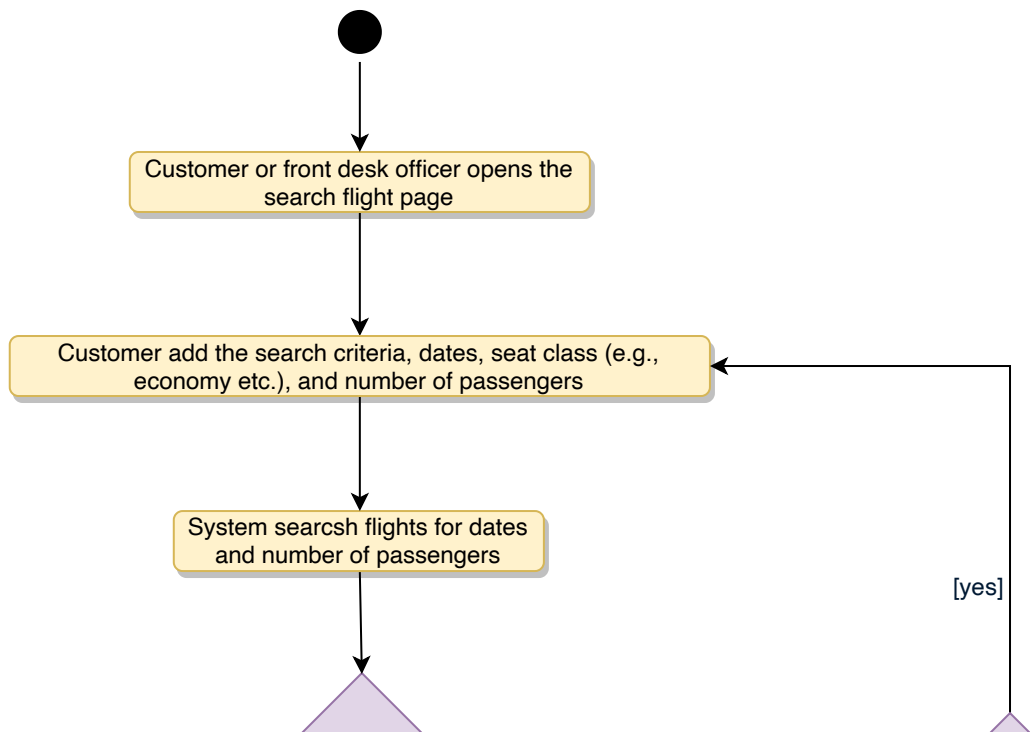 Customer or front desk officer opens the
search flight page
Customer add the search criteria, dates, seat class (e.g.,
economy etc.), and number of passengers
System searcsh flights for dates
and number of passengers
[yes]